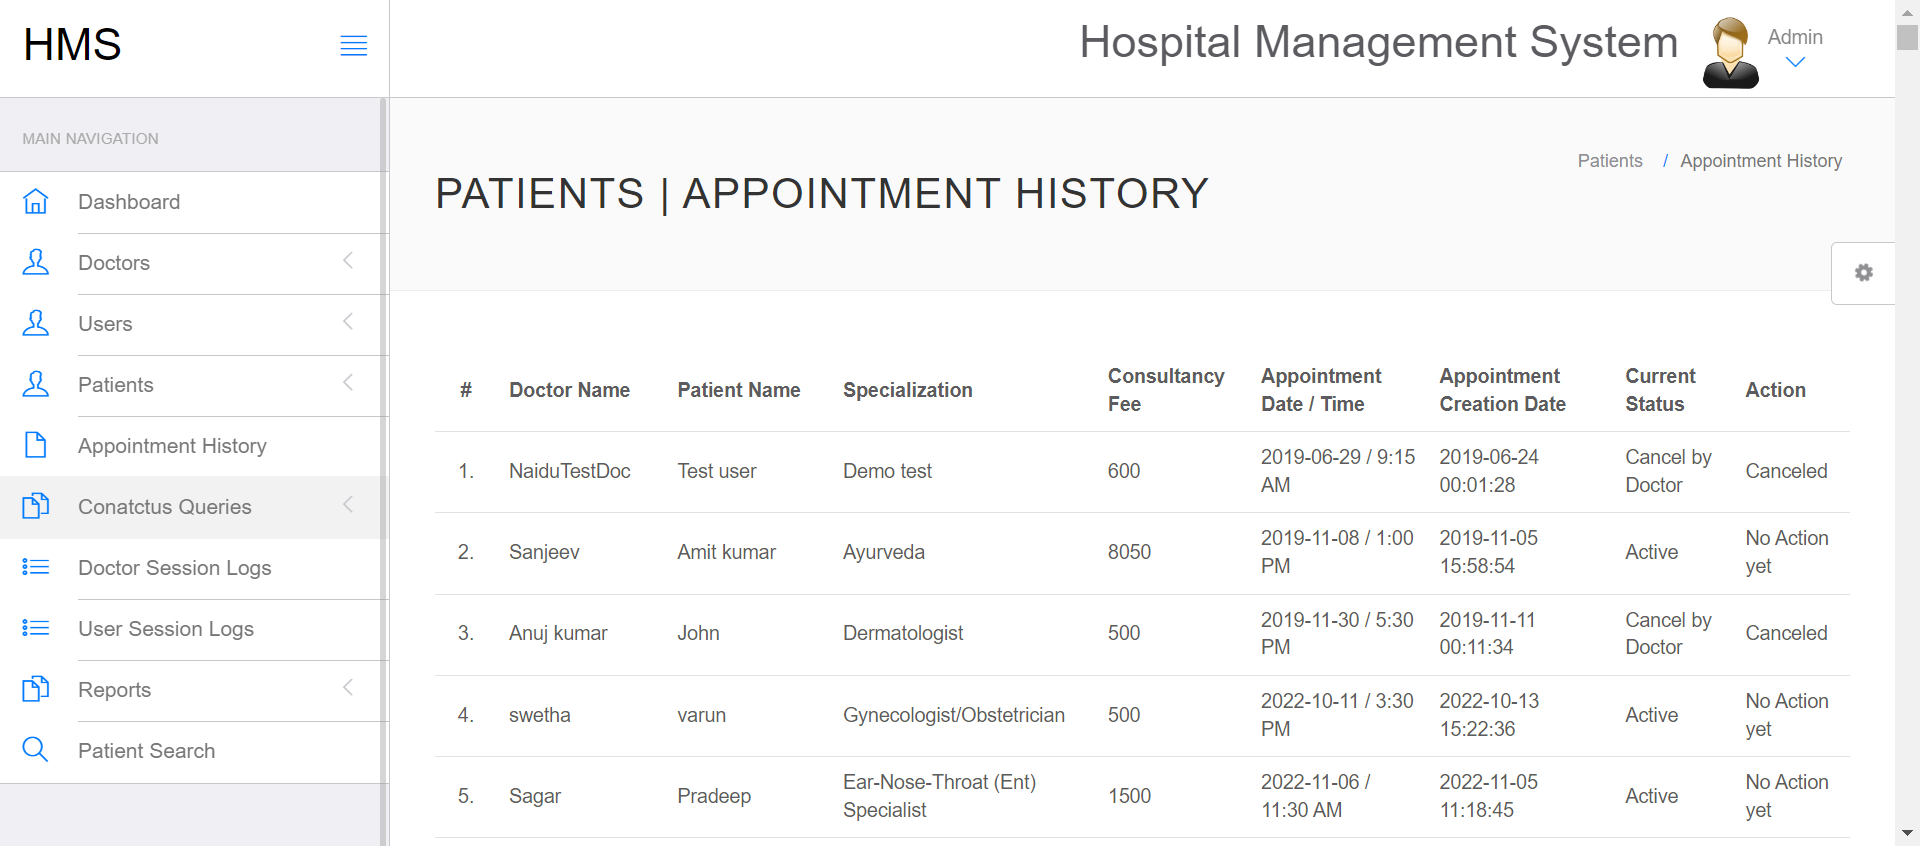 HMS
Hospital Management System
Admin
MAIN NAVIGATION
Dashboard
Doctors
Users
Patients
Appointment History
Conatctus Queries
Doctor Session Logs
User Session Logs
Reports
Patient Search
PATIENTS | APPOINTMENT HISTORY
Patients / Appointment History
# Doctor Name Patient Name Specialization Consultancy Fee Appointment Date / Time Appointment Creation Date Current Status Action
1. NaiduTestDoc Test user Demo test 600 2019-06-29 / 9:15 AM 2019-06-24 00:01:28 Cancel by Doctor Canceled
2. Sanjeev Amit kumar Ayurveda 8050 2019-11-08 / 1:00 PM 2019-11-05 15:58:54 Active No Action yet
3. Anuj kumar John Dermatologist 500 2019-11-30 / 5:30 PM 2019-11-11 00:11:34 Cancel by Doctor Canceled
4. swetha varun Gynecologist/Obstetrician 500 2022-10-11 / 3:30 PM 2022-10-13 15:22:36 Active No Action yet
5. Sagar Pradeep Ear-Nose-Throat (Ent) Specialist 1500 2022-11-06 / 11:30 AM 2022-11-05 11:18:45 Active No Action yet